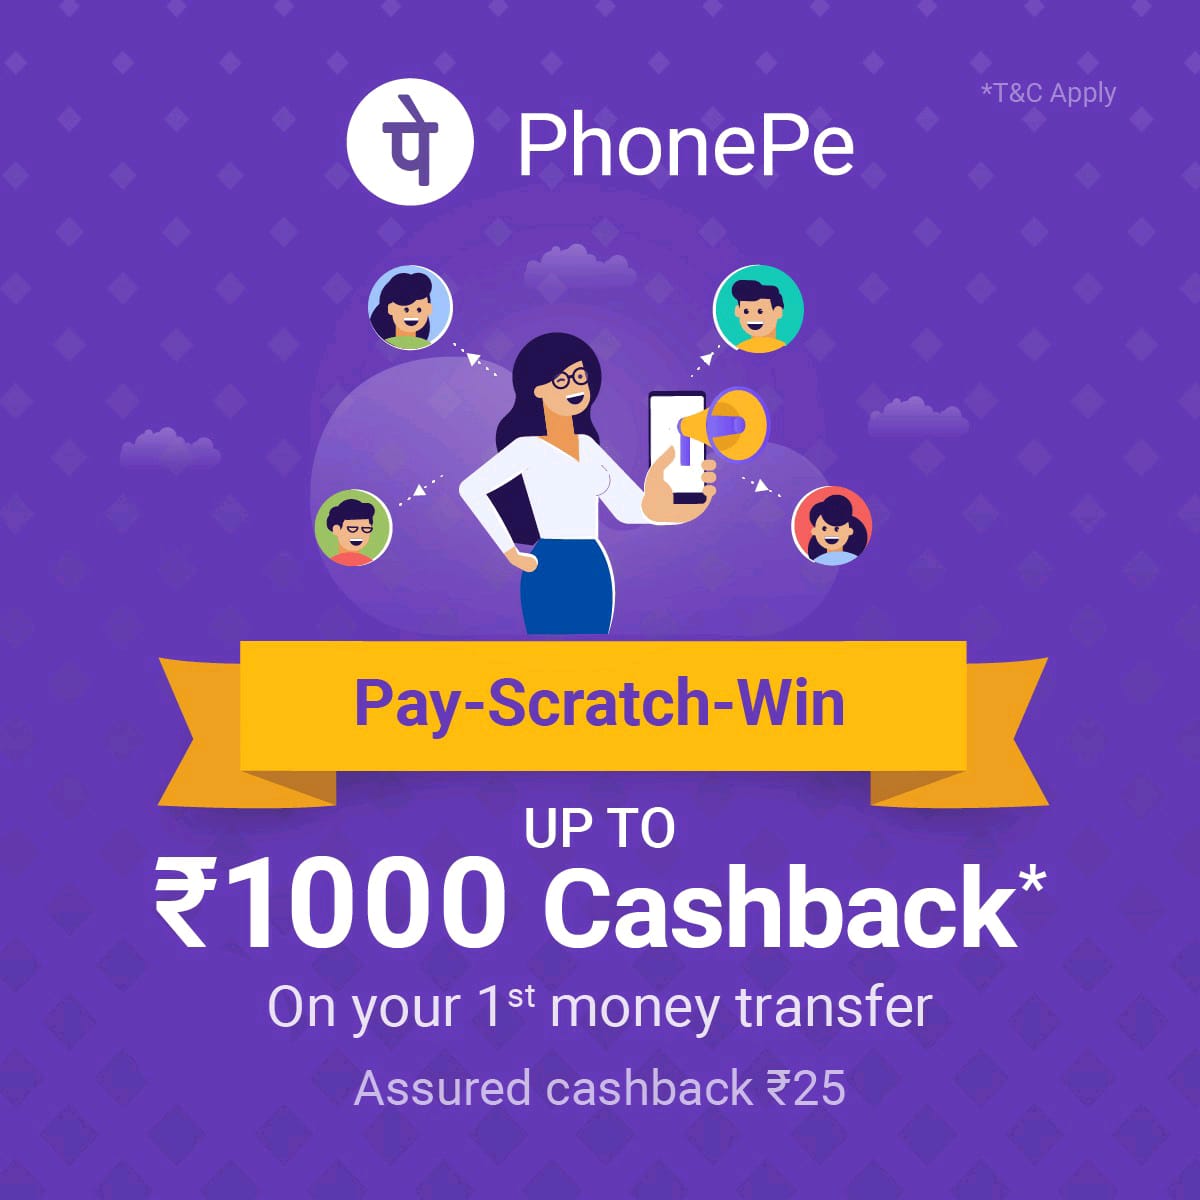 *T&C Apply
पे PhonePe
Pay-Scratch-Win
UP TO
₹1000 Cashback*
On your 1st money transfer
Assured cashback ₹25